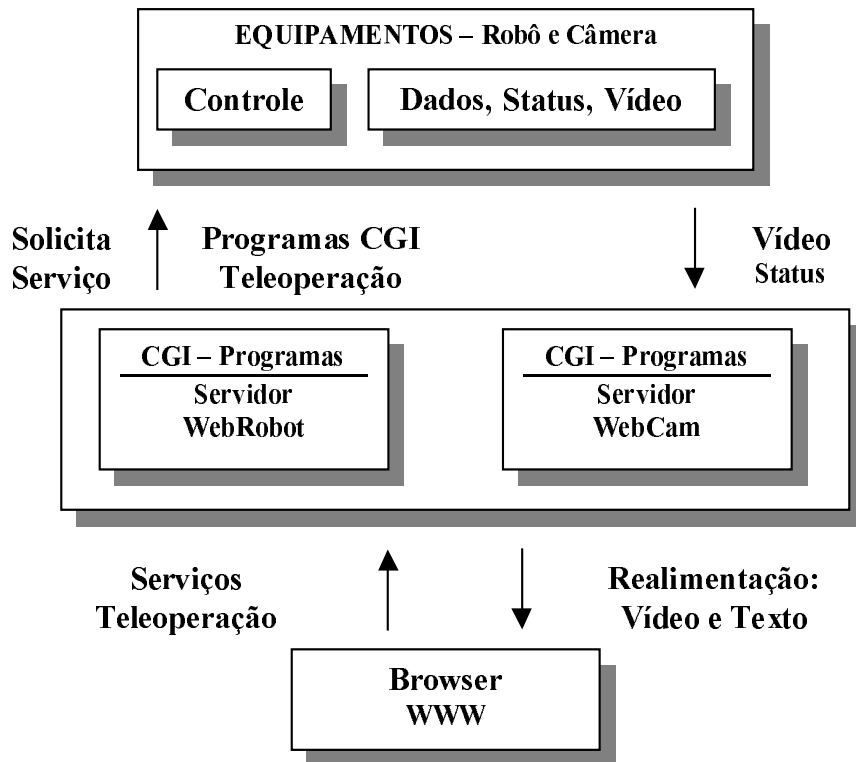 EQUIPAMENTOS – Robô e Câmera
Controle
Dados, Status, Vídeo
Solicita
Serviço
Programas CGI
Teleoperação
Vídeo
Status
CGI – Programas
Servidor
WebRobot
CGI – Programas
Servidor
WebCam
Serviços
Teleoperação
Realimentação:
Vídeo e Texto
Browser
WWW